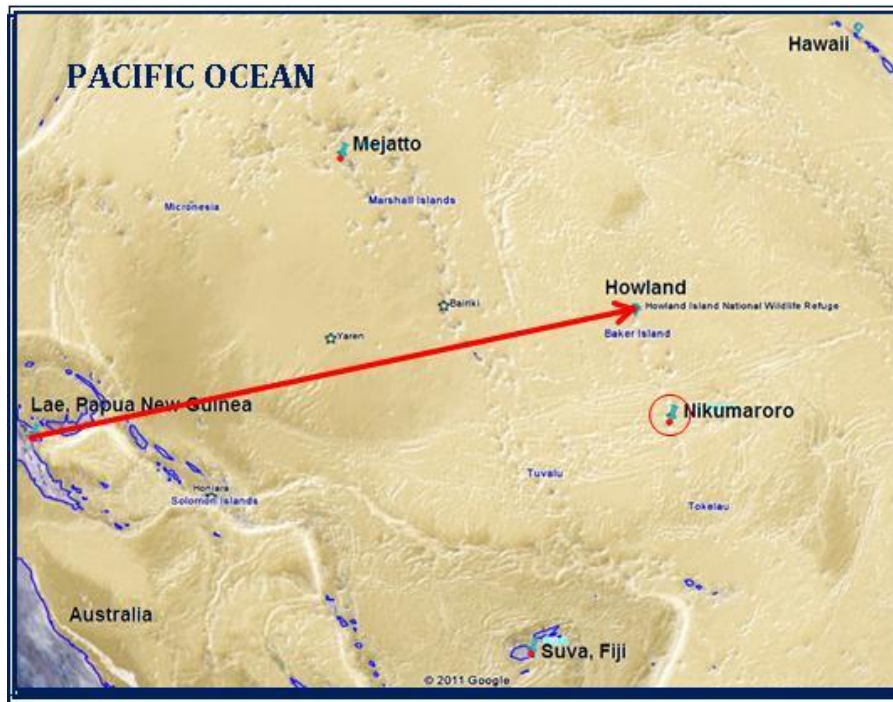 Hawaii
PACIFIC OCEAN
Mejatto
Micronesia
Marshall Islands
Howland
Bairiki
Howland Island National Wildlife Refuge
Yaren
Baker Island
Lae, Papua New Guinea
Nikumaroro
Tuvalu
Honiara
Solomon Islands
Tokelau
Australia
Suva, Fiji
© 2011 Google